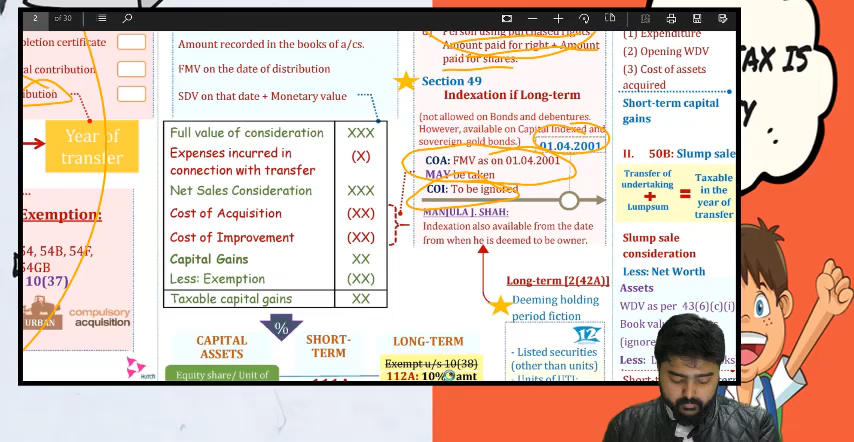 2 of 30
pletion certificate
al contribution
ibution
Year of
transfer
Exemption:
54, 54B, 54F,
54GB
10(37)
URBAN
compulsory
acquisition
Hunch
Amount recorded in the books of a/cs.
FMV on the date of distribution
SDV on that date + Monetary value
Full value of consideration XXX
Expenses incurred in
connection with transfer (X)
Net Sales Consideration XXX
Cost of Acquisition (XX)
Cost of Improvement (XX)
Capital Gains XX
Less: Exemption (XX)
Taxable capital gains XX
%
CAPITAL
ASSETS
SHORT-
TERM
LONG-TERM
Equity share/ Unit of
111A
Exempt u/s 10(38)
112A: 10% amt
Person using purchased rights
Amount paid for right + Amount
paid for shares.
Section 49
Indexation if Long-term
(not allowed on Bonds and debentures.
However, available on Capital Indexed and
sovereign gold bonds.)
01.04.2001
COA: FMV as on 01.04.2001
MAY be taken
COI: To be ignored
MANJULA J. SHAH:
Indexation also available from the date
from when he is deemed to be owner.
Long-term [2(42A)]
Deeming holding
period fiction
12
- Listed securities
(other than units)
- Units of UTI;
(1) Expenditure
(2) Opening WDV
(3) Cost of assets
acquired
Short-term capital
gains
II. 50B: Slump sale
Transfer of
undertaking
+
Lumpsum
=
Taxable
in the
year of
transfer
Slump sale
consideration
Less: Net Worth
Assets
WDV as per 43(6)(c)(i)
Book val
(ignore
Less:
Short-t
TAX IS